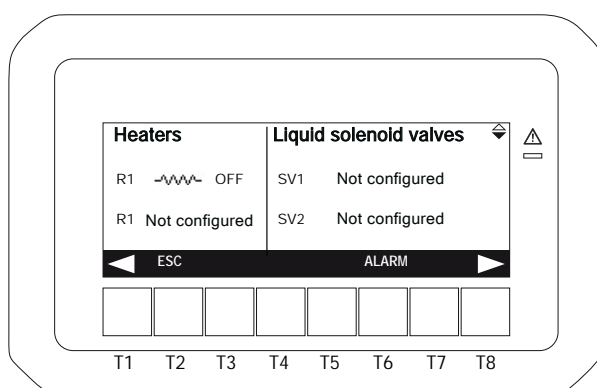 Heaters
Liquid solenoid valves
R1 OFF
SV1 Not configured
R1 Not configured
SV2 Not configured
ESC ALARM
T1 T2 T3 T4 T5 T6 T7 T8